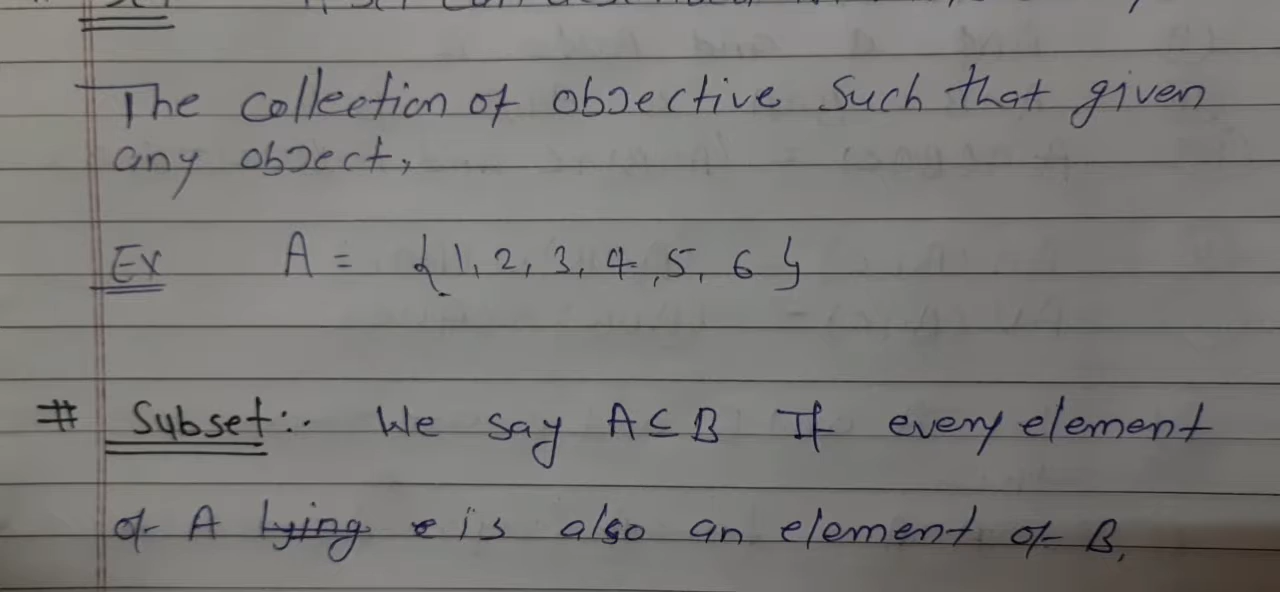 The collection of objective such that given
any object,
Ex A = {1, 2, 3, 4, 5, 6}
# Subset:. We say A ⊆ B If every element
of A lying is also an element of B,